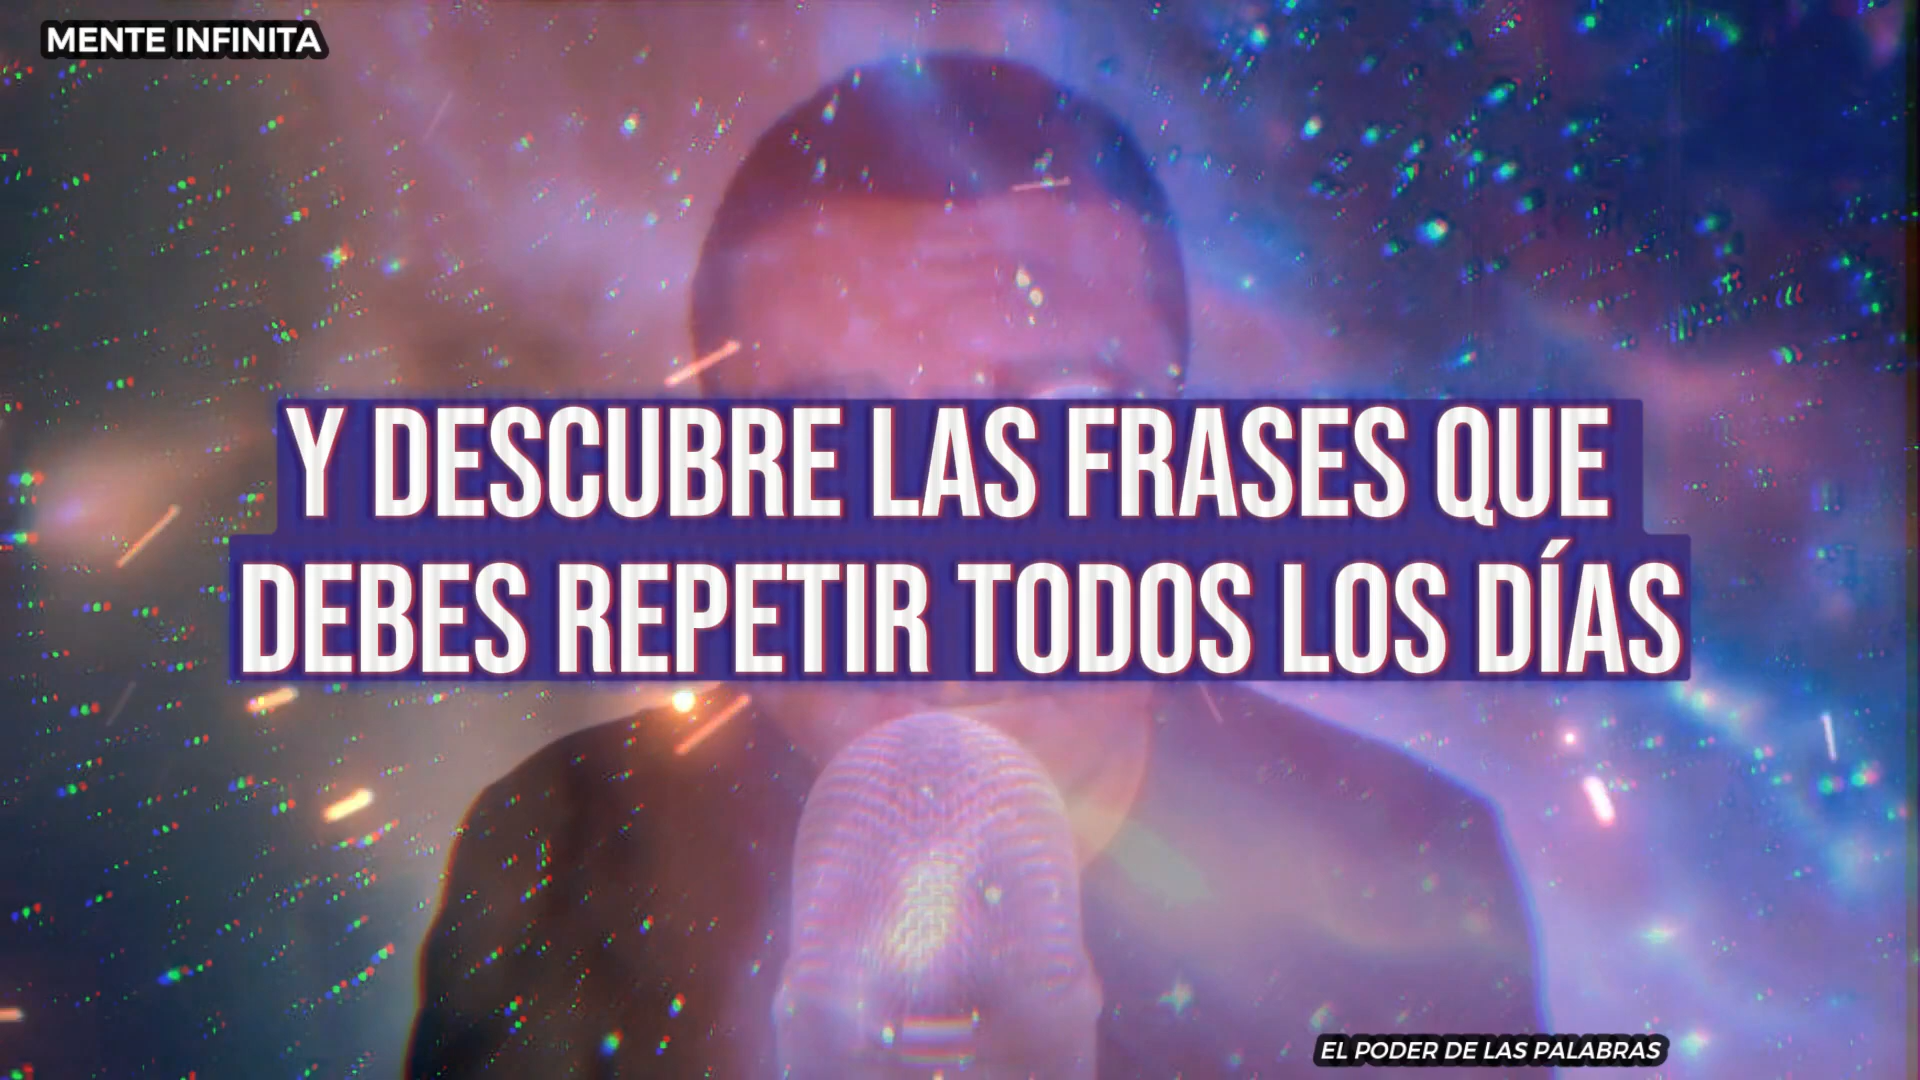 MENTE INFINITA
Y DESCUBRE LAS FRASES QUE
DEBES REPETIR TODOS LOS DÍAS
EL PODER DE LAS PALABRAS